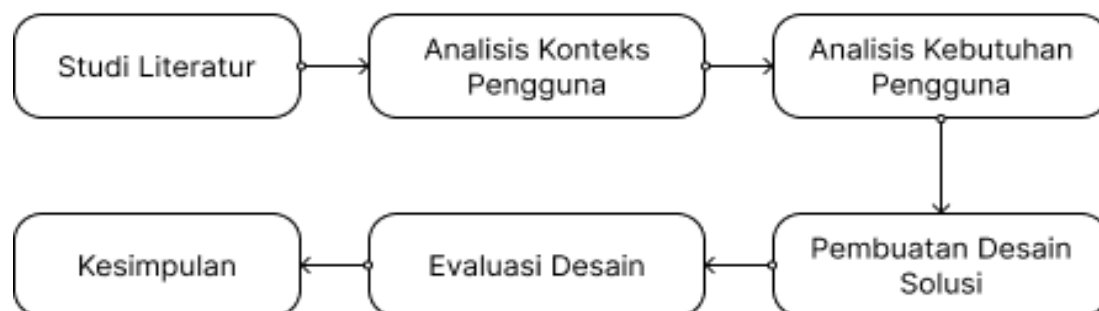 Studi Literatur
Analisis Konteks
Pengguna
Analisis Kebutuhan
Pengguna
Kesimpulan
Evaluasi Desain
Pembuatan Desain
Solusi